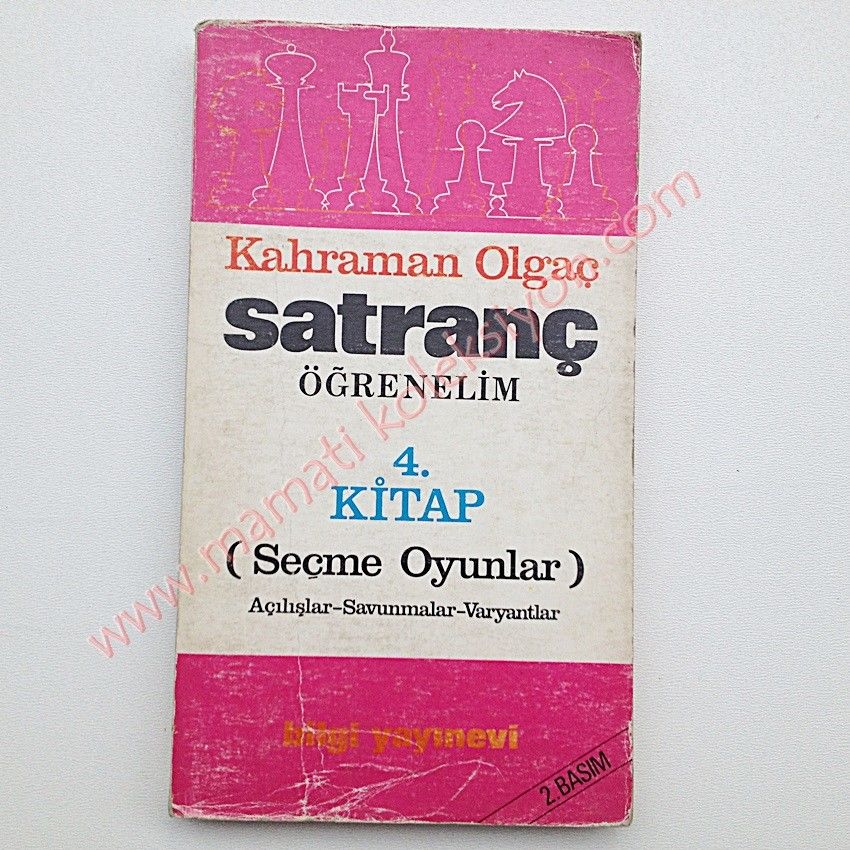 Kahraman Olgaç
satranç
ÖĞRENELİM
4.
KİTAP
( Seçme Oyunlar )
Açılışlar-Savunmalar-Varyantlar
bilgi yayınevi
2. BASIM
www.mamati koleksiyon.com